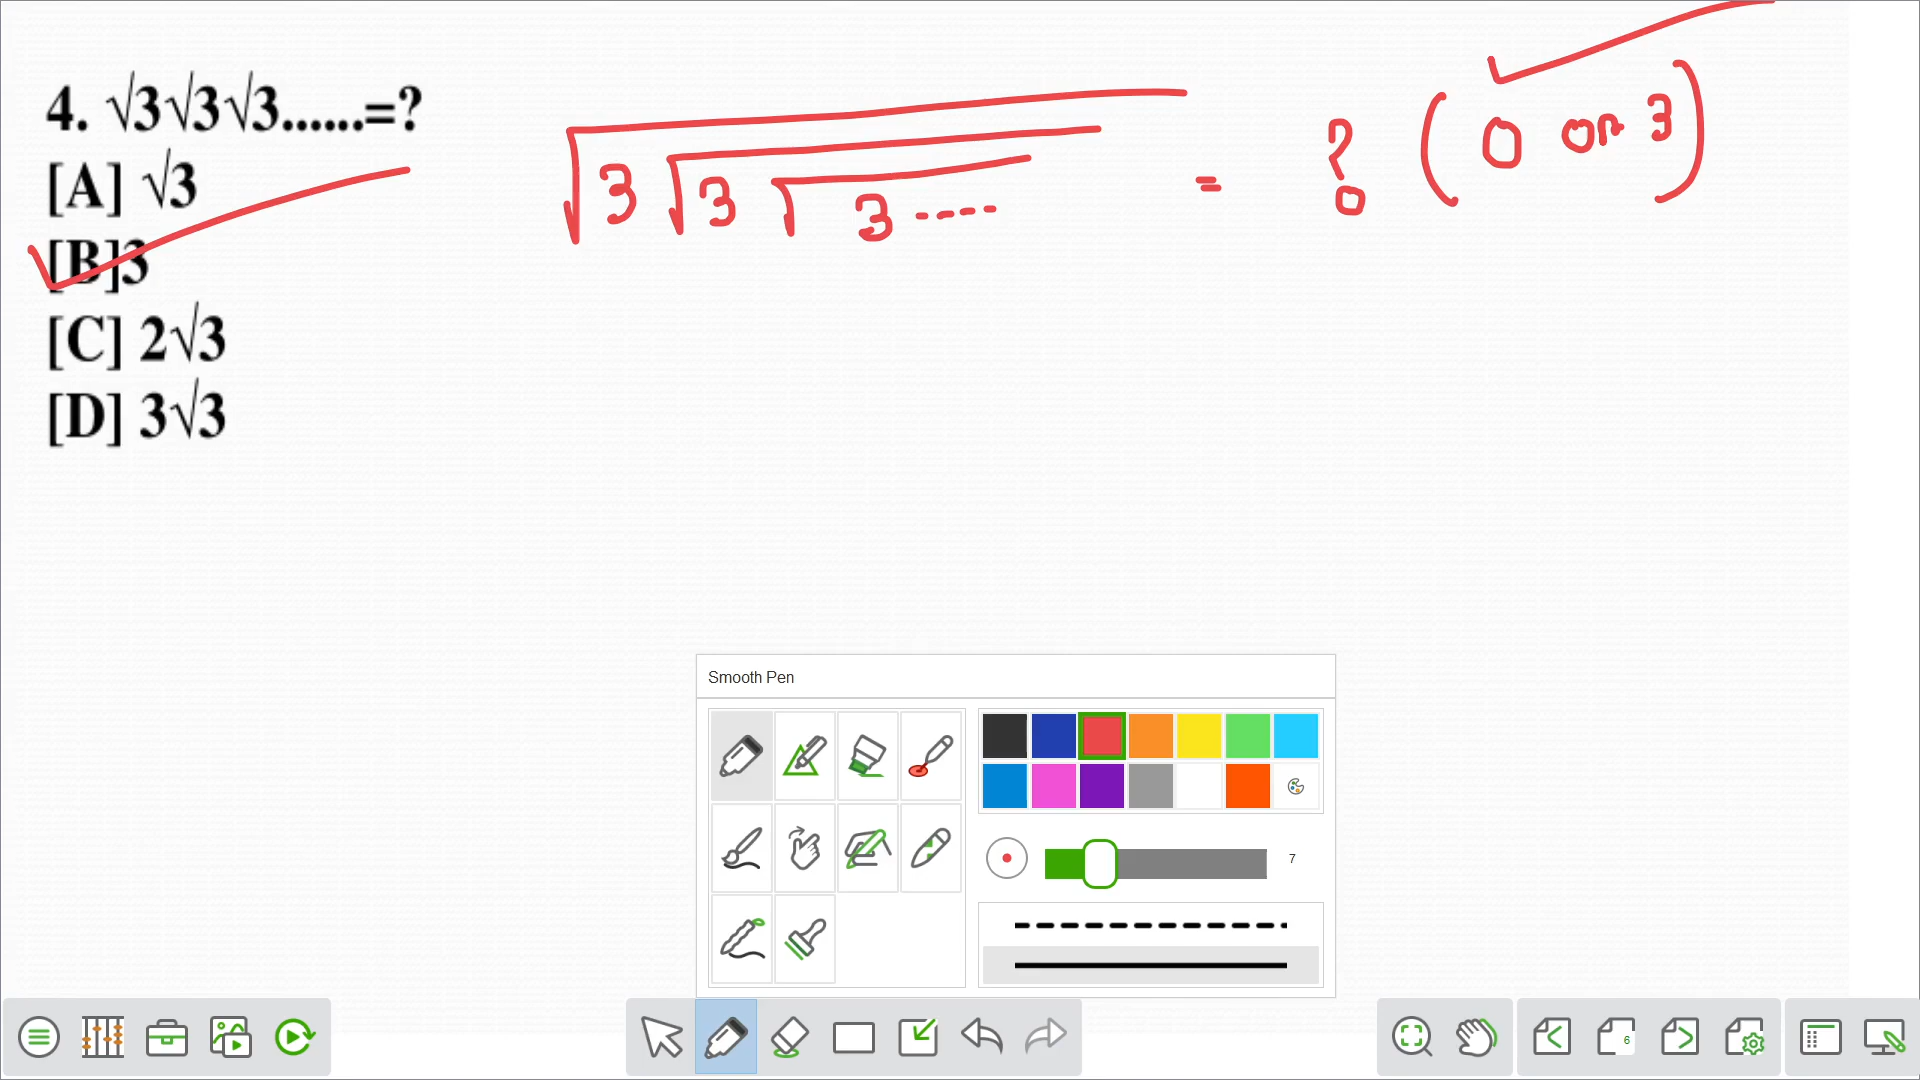 4. √3√3√3......=?
[A] √3
[B]3
[C] 2√3
[D] 3√3
√3√3√3---- = ? (0 or 3)
Smooth Pen
7
6